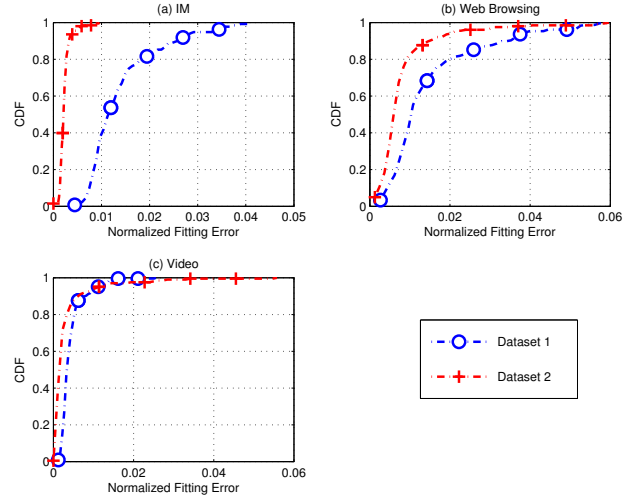 (a) IM
1
0.8
0.6
0.4
0.2
0
CDF
0 0.01 0.02 0.03 0.04 0.05
Normalized Fitting Error
(b) Web Browsing
1
0.8
0.6
0.4
0.2
0
CDF
0 0.02 0.04 0.06
Normalized Fitting Error
(c) Video
1
0.8
0.6
0.4
0.2
0
CDF
0 0.02 0.04 0.06
Normalized Fitting Error
Dataset 1
Dataset 2